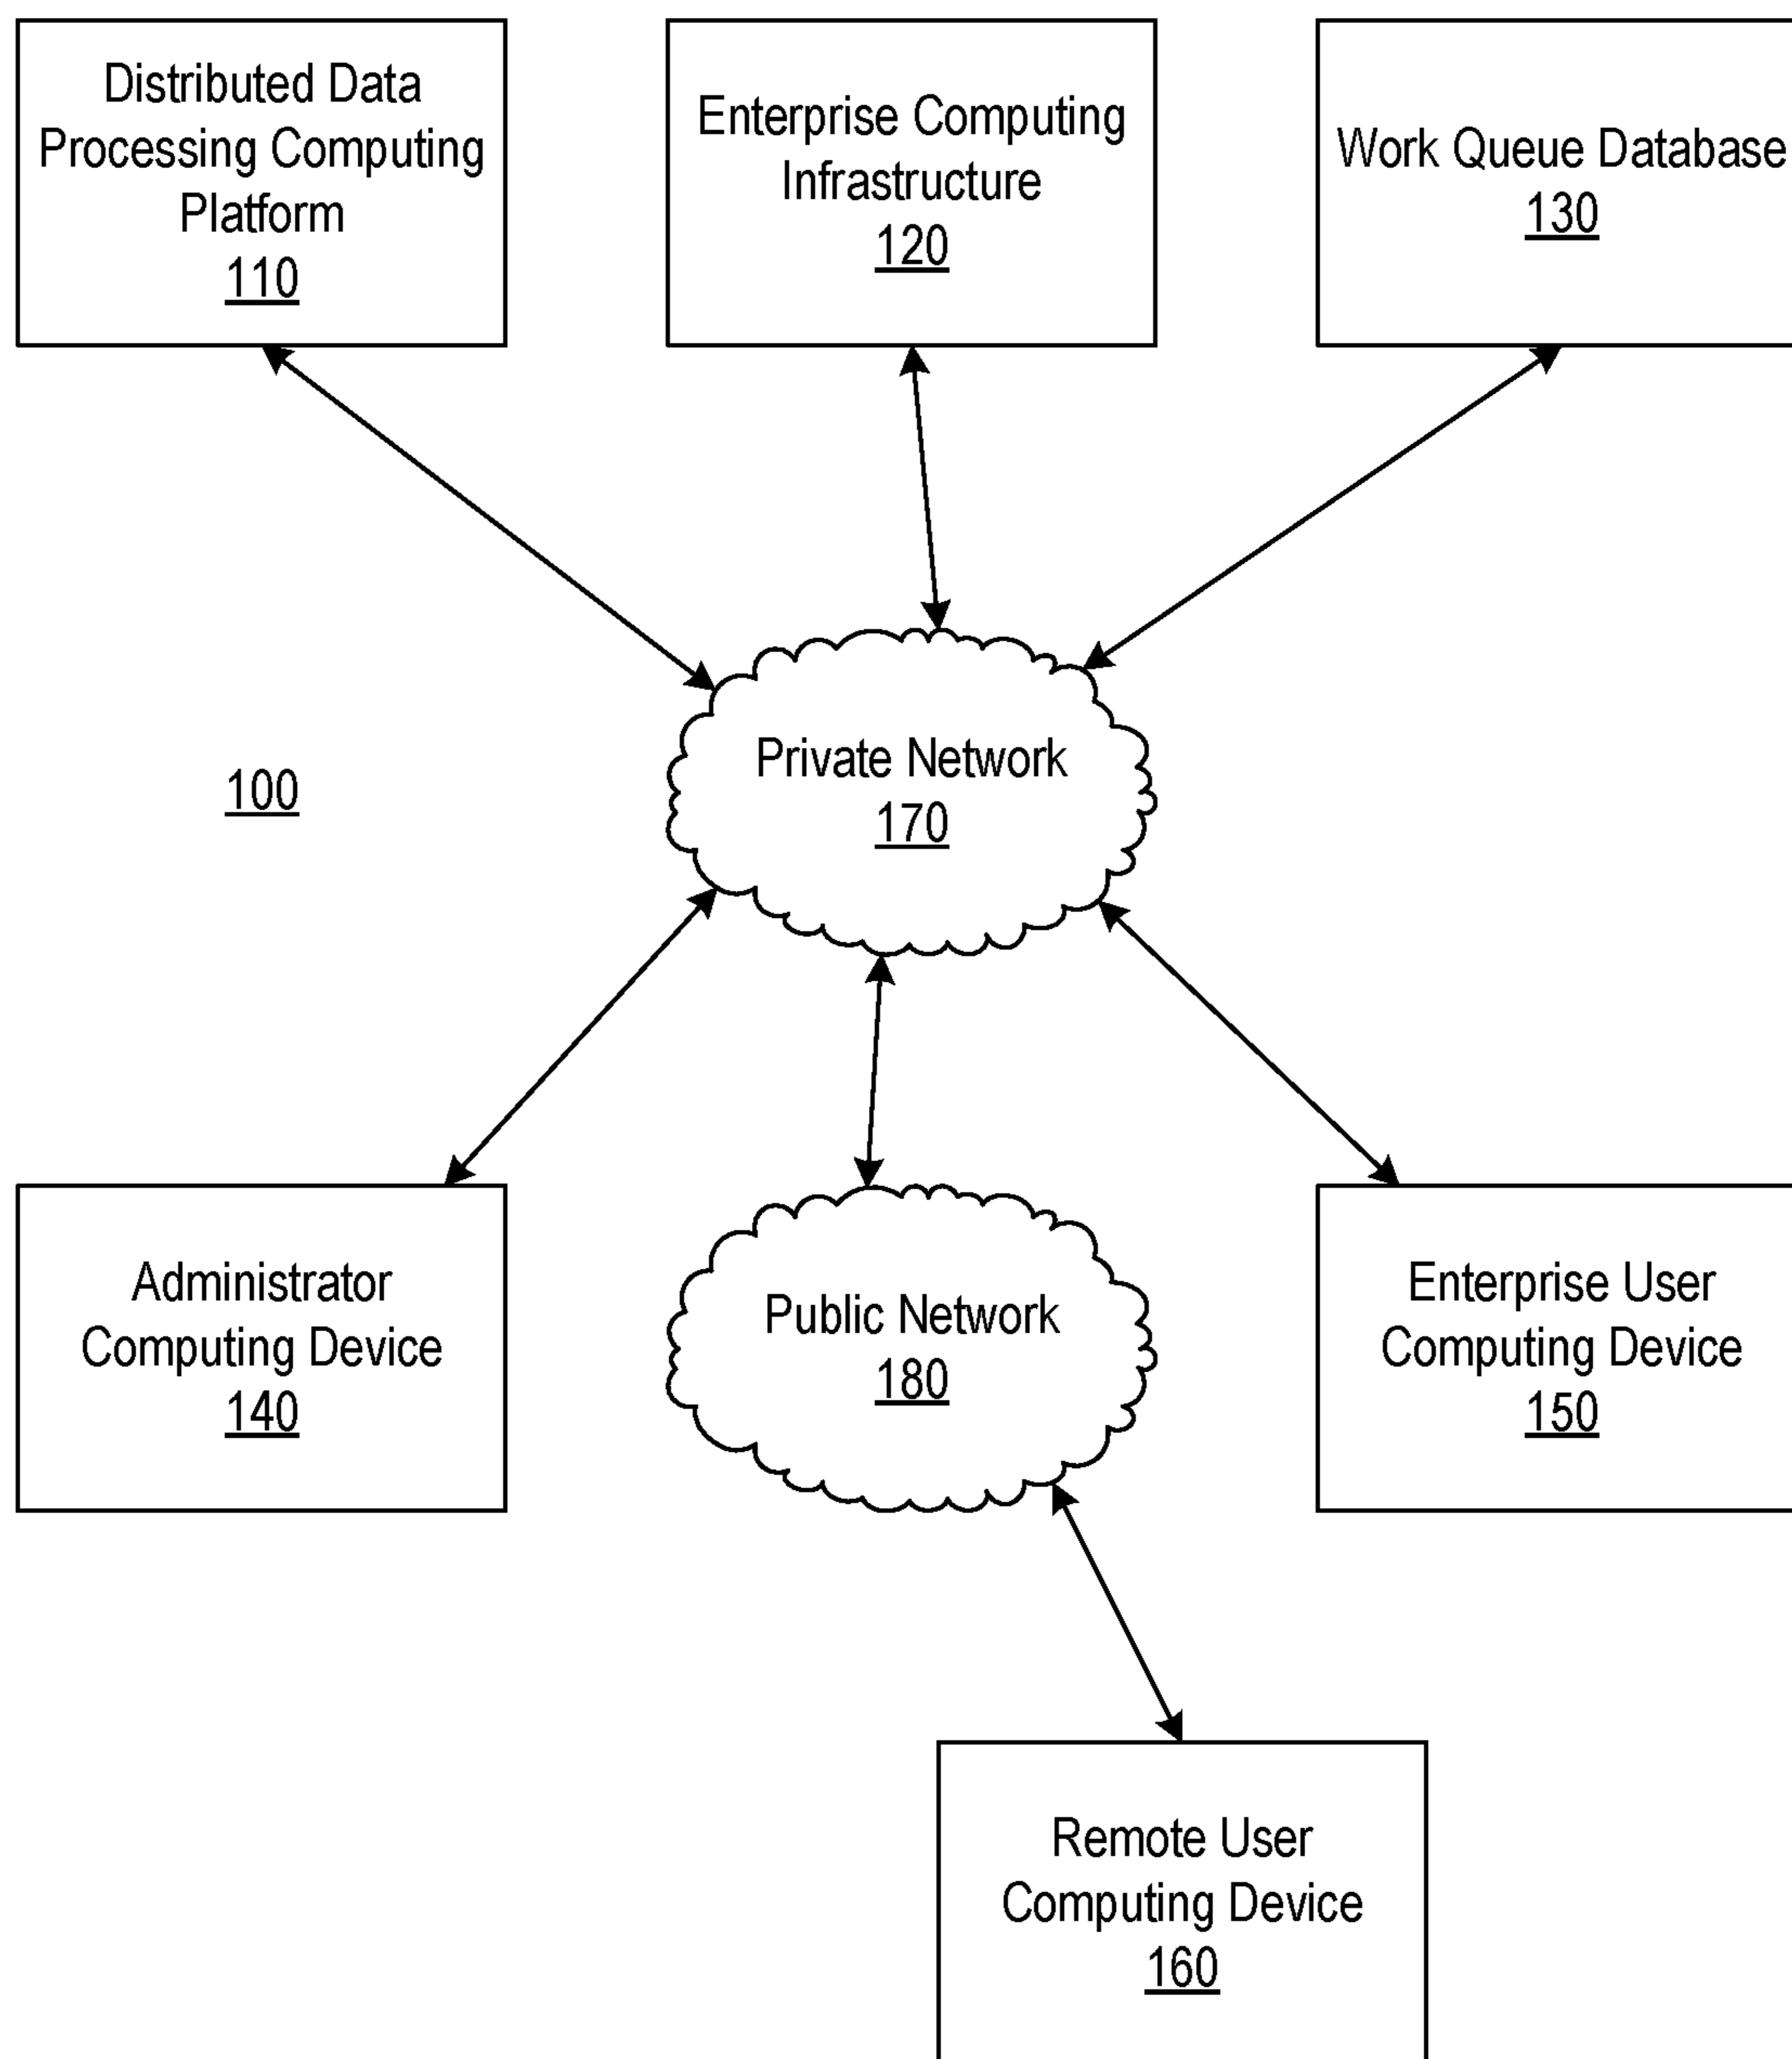 Distributed Data
Processing Computing
Platform
110
Enterprise Computing
Infrastructure
120
Work Queue Database
130
Private Network
170
100
Administrator
Computing Device
140
Public Network
180
Enterprise User
Computing Device
150
Remote User
Computing Device
160